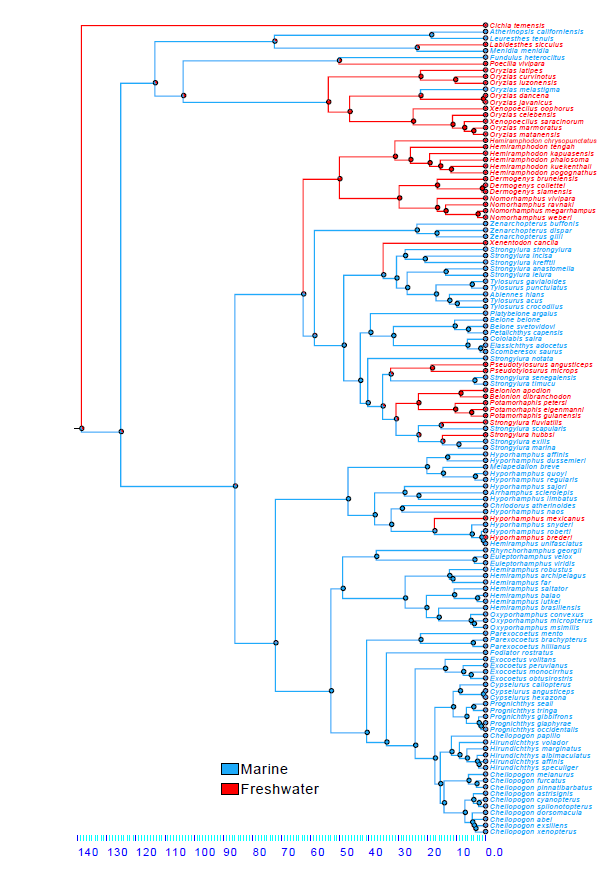 Cichla temensis
Atherinopsis californiensis
Leuresthes tenuis
Labidesthes sicculus
Menidia menidia
Fundulus heteroclitus
Poecilia vivipara
Oryzias latipes
Oryzias curvinotus
Oryzias luzonensis
Oryzias melastigma
Oryzias dancena
Oryzias javanicus
Xenopoecilus oophorus
Oryzias celebensis
Xenopoecilus saracinorum
Oryzias marmoratus
Oryzias matanensis
Hemirhamphodon chrysopunctatus
Hemiramphodon tengah
Hemirhamphodon kapuasensis
Hemirhamphodon phaiosoma
Hemirhamphodon kuekenthali
Hemirhamphodon pogonognathus
Dermogenys bruneiensis
Dermogenys collettei
Dermogenys siamensis
Nomorhamphus vivipara
Nomorhamphus ravnaki
Nomorhamphus megarrhamphus
Nomorhamphus weberi
Zenarchopterus buffonis
Zenarchopterus dispar
Zenarchopterus gilli
Xenentodon cancila
Strongylura strongylura
Strongylura incisa
Strongylura krefftii
Strongylura anastomella
Strongylura leiura
Tylosurus gavialoides
Tylosurus punctulatus
Ablennes hians
Tylosurus acus
Tylosurus crocodilus
Platybelone argalus
Belone belone
Belone svetovidovi
Petalichthys capensis
Cololabis saira
Elassichthys adocetus
Scomberesox saurus
Strongylura notata
Pseudotylosurus angusticeps
Pseudotylosurus microps
Strongylura senegalensis
Strongylura timucu
Belonion apodion
Belonion dibranchodon
Potamorrhaphis petersi
Potamorrhaphis eigenmanni
Potamorrhaphis guianensis
Strongylura fluviatilis
Strongylura scapularis
Strongylura hubbsi
Strongylura exilis
Strongylura marina
Hyporhamphus affinis
Hyporhamphus dussumieri
Melapedalion breve
Hyporhamphus quoyi
Hyporhamphus regularis
Hyporhamphus sajori
Arrhamphus sclerolepis
Hyporhamphus limbatus
Chriodorus atherinoides
Hyporhamphus naos
Hyporhamphus mexicanus
Hyporhamphus snyderi
Hyporhamphus roberti
Hyporhamphus brederi
Hemiramphus unifasciatus
Rhynchorhamphus georgii
Euleptorhamphus velox
Euleptorhamphus viridis
Hemiramphus robustus
Hemiramphus archipelagus
Hemiramphus far
Hemiramphus saltator
Hemiramphus balao
Hemiramphus lutkei
Hemiramphus brasiliensis
Oxyporhamphus convexus
Oxyporhamphus micropterus
Oxyporhamphus similis
Parexocoetus mento
Parexocoetus brachypterus
Parexocoetus hillianus
Fodiator rostratus
Exocoetus volitans
Exocoetus peruvianus
Exocoetus monocirrhus
Exocoetus obtusirostris
Cypselurus callopterus
Cypselurus angusticeps
Cypselurus hexazona
Prognichthys sealii
Prognichthys tringa
Prognichthys gibbifrons
Prognichthys glaphyrae
Prognichthys occidentalis
Cheilopogon papilio
Hirundichthys volador
Hirundichthys marginatus
Hirundichthys albimaculatus
Hirundichthys affinis
Hirundichthys speculiger
Cheilopogon melanurus
Cheilopogon furcatus
Cheilopogon pinnatibarbatus
Cheilopogon astrisignis
Cheilopogon cyanopterus
Cheilopogon spilonotopterus
Cheilopogon dorsomacula
Cheilopogon abei
Cheilopogon exsiliens
Cheilopogon xenopterus
Marine
Freshwater
140 130 120 110 100 90 80 70 60 50 40 30 20 10 0.0